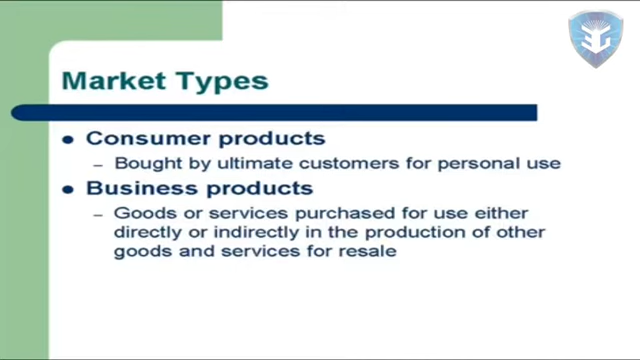 Market Types
Consumer products
– Bought by ultimate customers for personal use
Business products
– Goods or services purchased for use either
directly or indirectly in the production of other
goods and services for resale